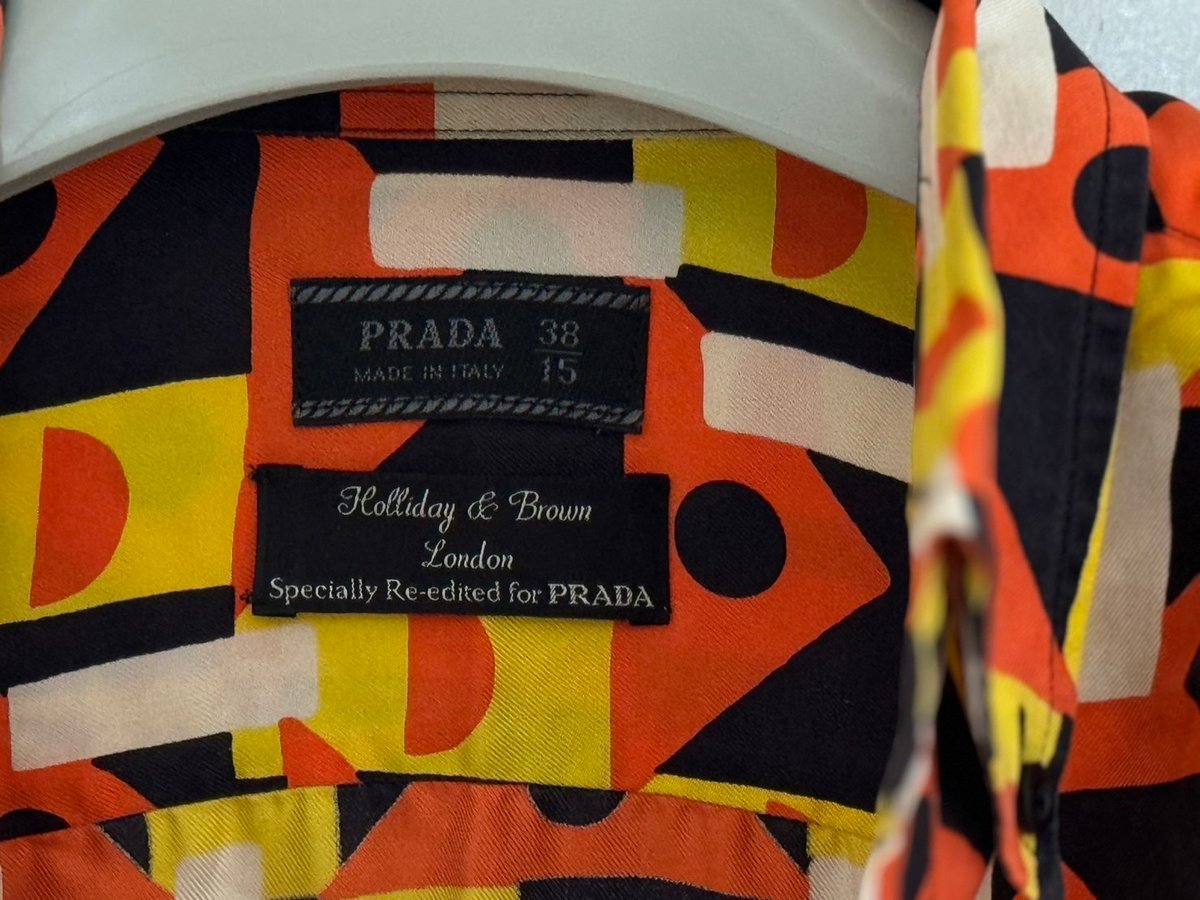 PRADA 38
MADE IN ITALY 15
Holliday & Brown
London
Specially Re-edited for PRADA